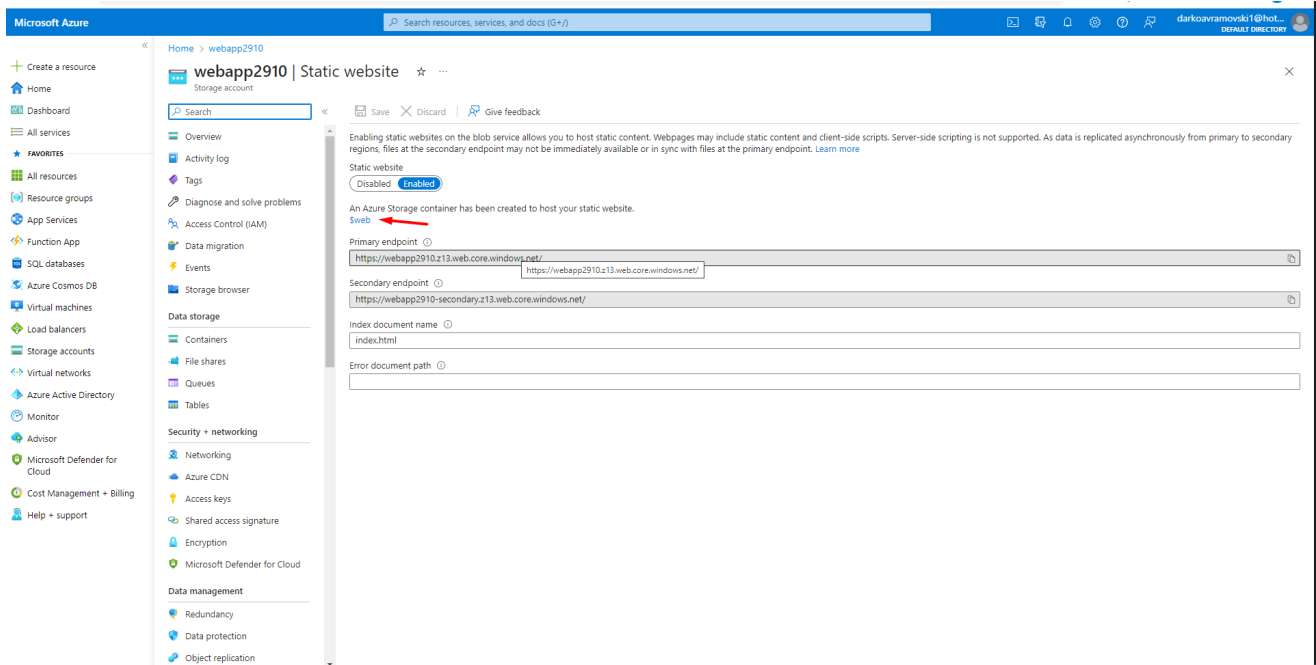 Microsoft Azure
Search resources, services, and docs (G+/)
darkoavramovski1@hot...
DEFAULT DIRECTORY
Create a resource
Home
Dashboard
All services
FAVORITES
All resources
Resource groups
App Services
Function App
SQL databases
Azure Cosmos DB
Virtual machines
Load balancers
Storage accounts
Virtual networks
Azure Active Directory
Monitor
Advisor
Microsoft Defender for
Cloud
Cost Management + Billing
Help + support
Home > webapp2910
webapp2910 | Static website
Storage account
Search
Overview
Activity log
Tags
Diagnose and solve problems
Access Control (IAM)
Data migration
Events
Storage browser
Data storage
Containers
File shares
Queues
Tables
Security + networking
Networking
Azure CDN
Access keys
Shared access signature
Encryption
Microsoft Defender for Cloud
Data management
Redundancy
Data protection
Object replication
Save Discard Give feedback
Enabling static websites on the blob service allows you to host static content. Webpages may include static content and client-side scripts. Server-side scripting is not supported. As data is replicated asynchronously from primary to secondary
regions, files at the secondary endpoint may not be immediately available or in sync with files at the primary endpoint. Learn more
Static website
Disabled Enabled
An Azure Storage container has been created to host your static website.
$web
Primary endpoint
https://webapp2910.z13.web.core.windows.net/
https://webapp2910.z13.web.core.windows.net/
Secondary endpoint
https://webapp2910-secondary.z13.web.core.windows.net/
Index document name
index.html
Error document path